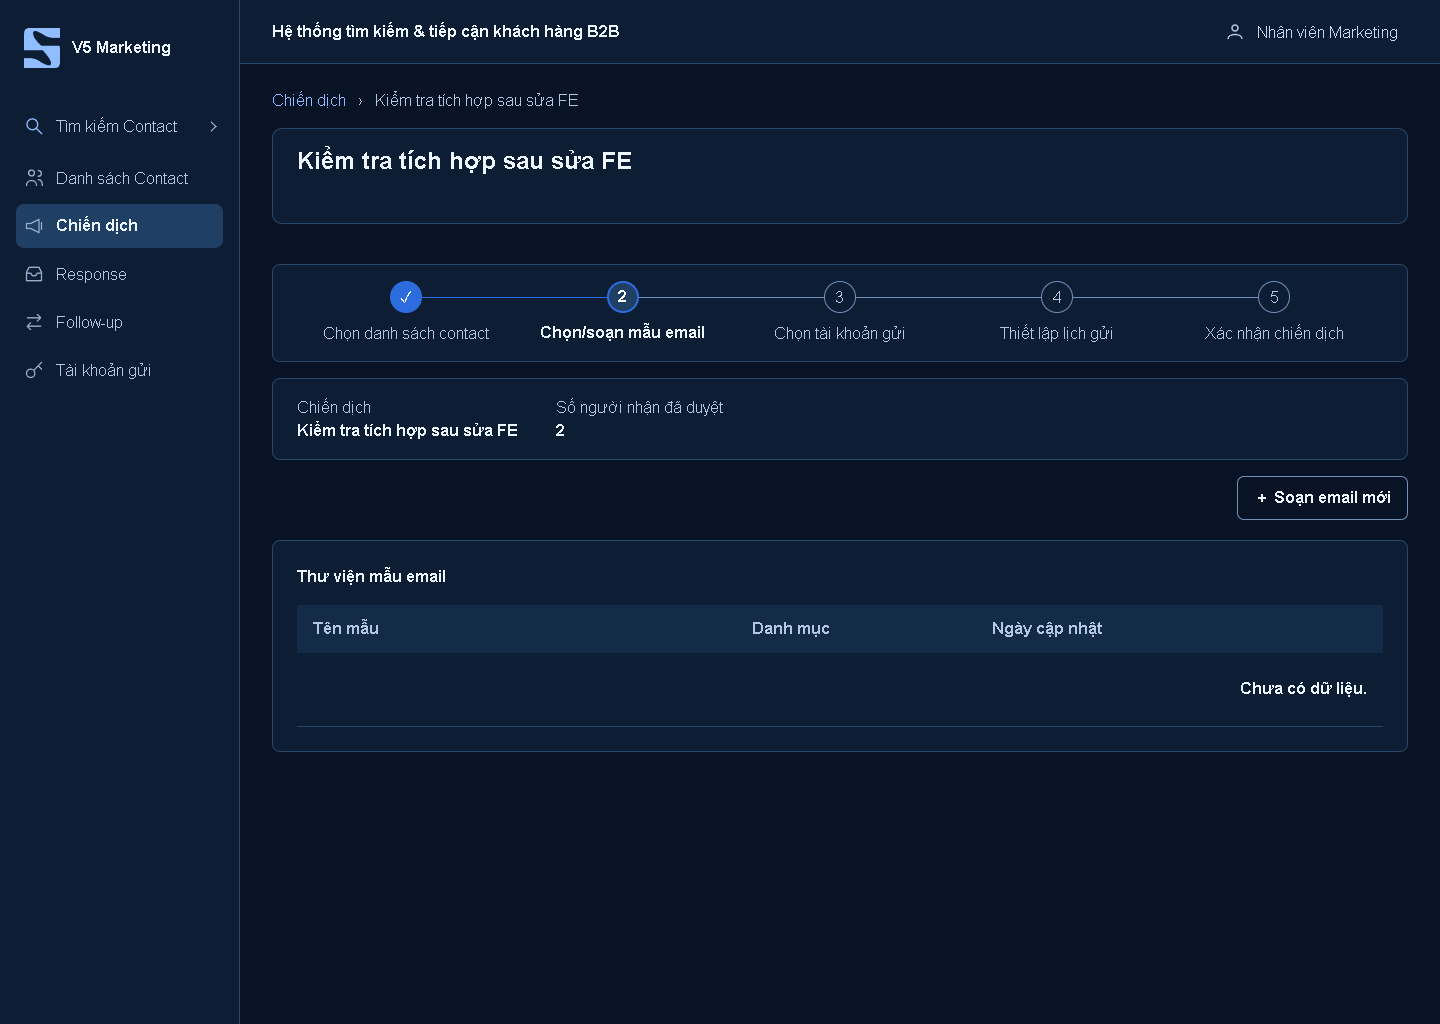 V5 Marketing
Hệ thống tìm kiếm & tiếp cận khách hàng B2B
Nhân viên Marketing
Tìm kiếm Contact
Danh sách Contact
Chiến dịch
Response
Follow-up
Tài khoản gửi
Chiến dịch › Kiểm tra tích hợp sau sửa FE
Kiểm tra tích hợp sau sửa FE
✓ 2 3 4 5
Chọn danh sách contact Chọn/soạn mẫu email Chọn tài khoản gửi Thiết lập lịch gửi Xác nhận chiến dịch
Chiến dịch Số người nhận đã duyệt
Kiểm tra tích hợp sau sửa FE 2
+ Soạn email mới
Thư viện mẫu email
Tên mẫu Danh mục Ngày cập nhật
Chưa có dữ liệu.